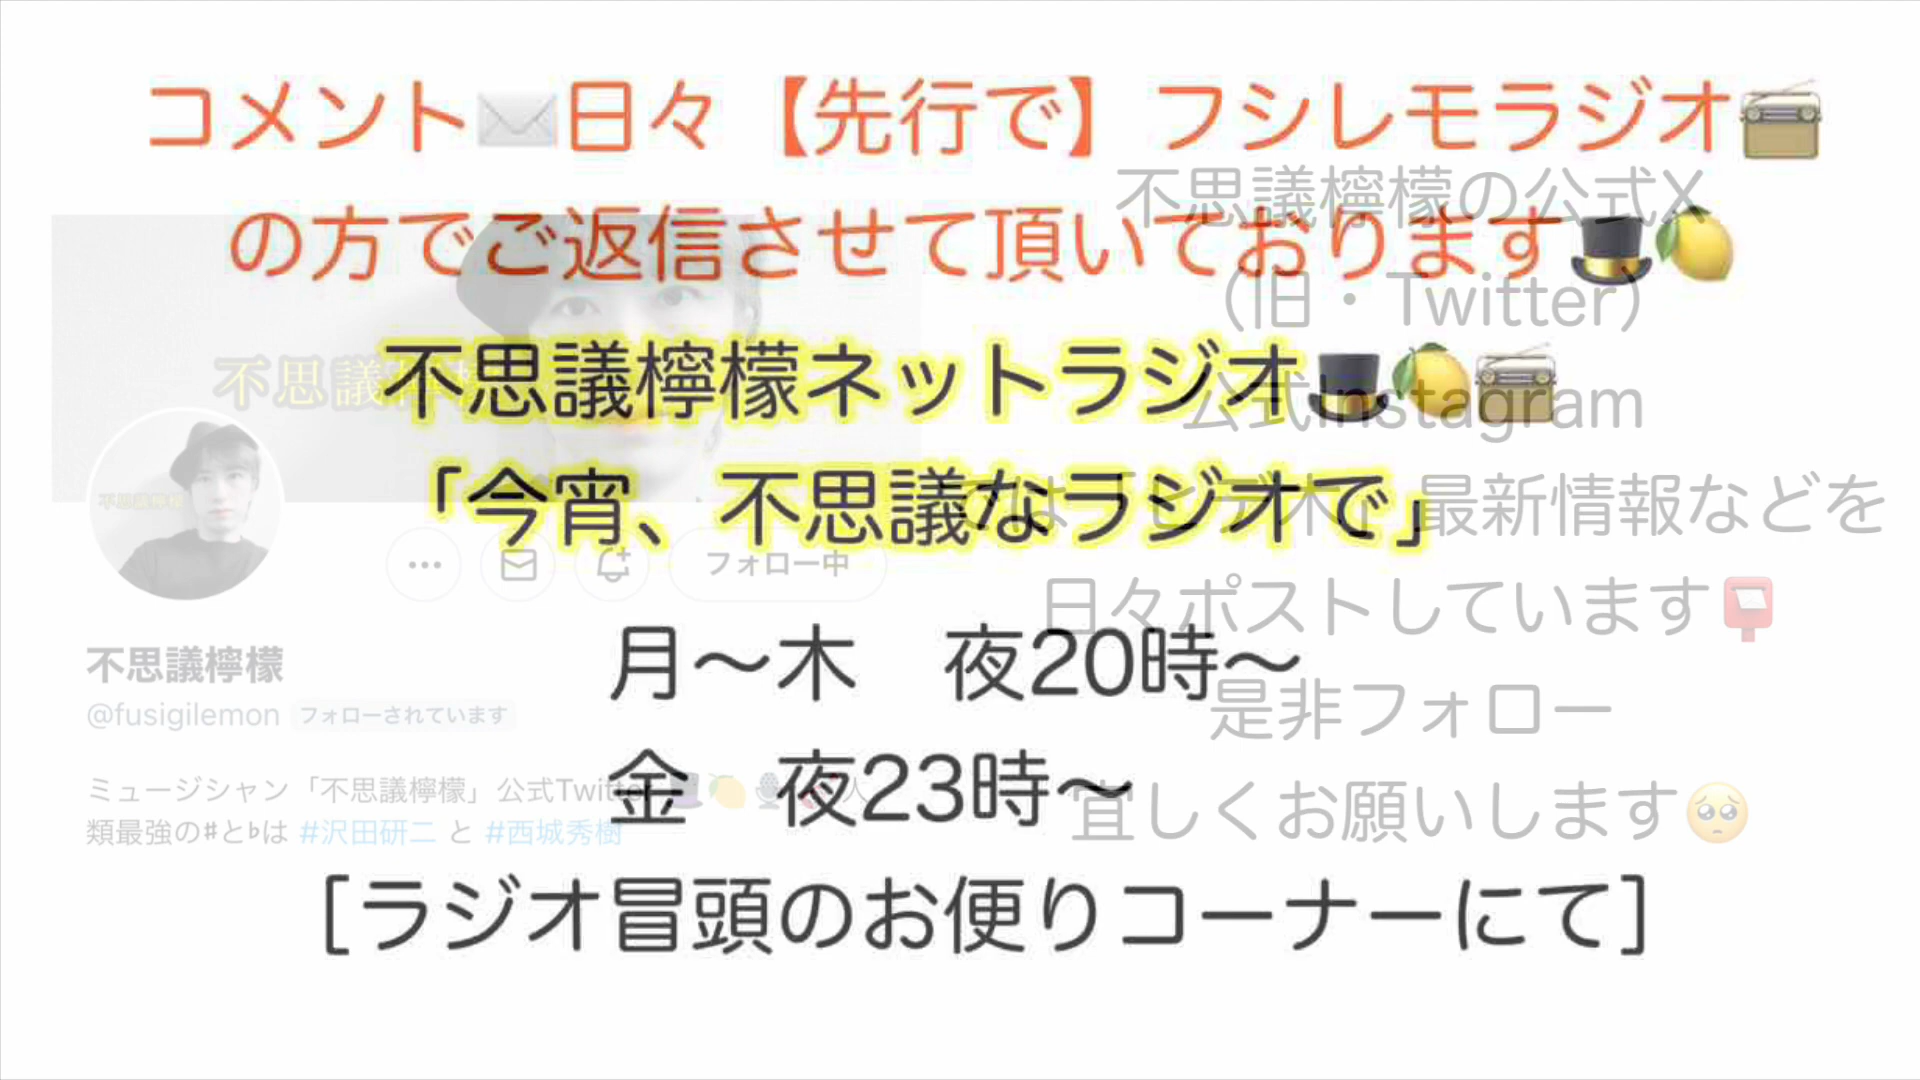 コメント✉️日々【先行で】フシレモラジオ📻
の方でご返信させて頂いております🎩🍋
不思議檸檬ネットラジオ🎩🍋📻
「今宵、不思議なラジオで」
月～木　夜20時～
金　夜23時～
[ラジオ冒頭のお便りコーナーにて]
不思議檸檬の公式X
（旧・Twitter）
公式Instagram
最新情報などを
日々ポストしています📮
是非フォロー
宜しくお願いします🥺
不思議
フォロー中
不思議檸檬
@fusigilemon フォローされています
ミュージシャン「不思議檸檬」公式Twitter
類最強の♯と♭は #沢田研二 と #西城秀樹